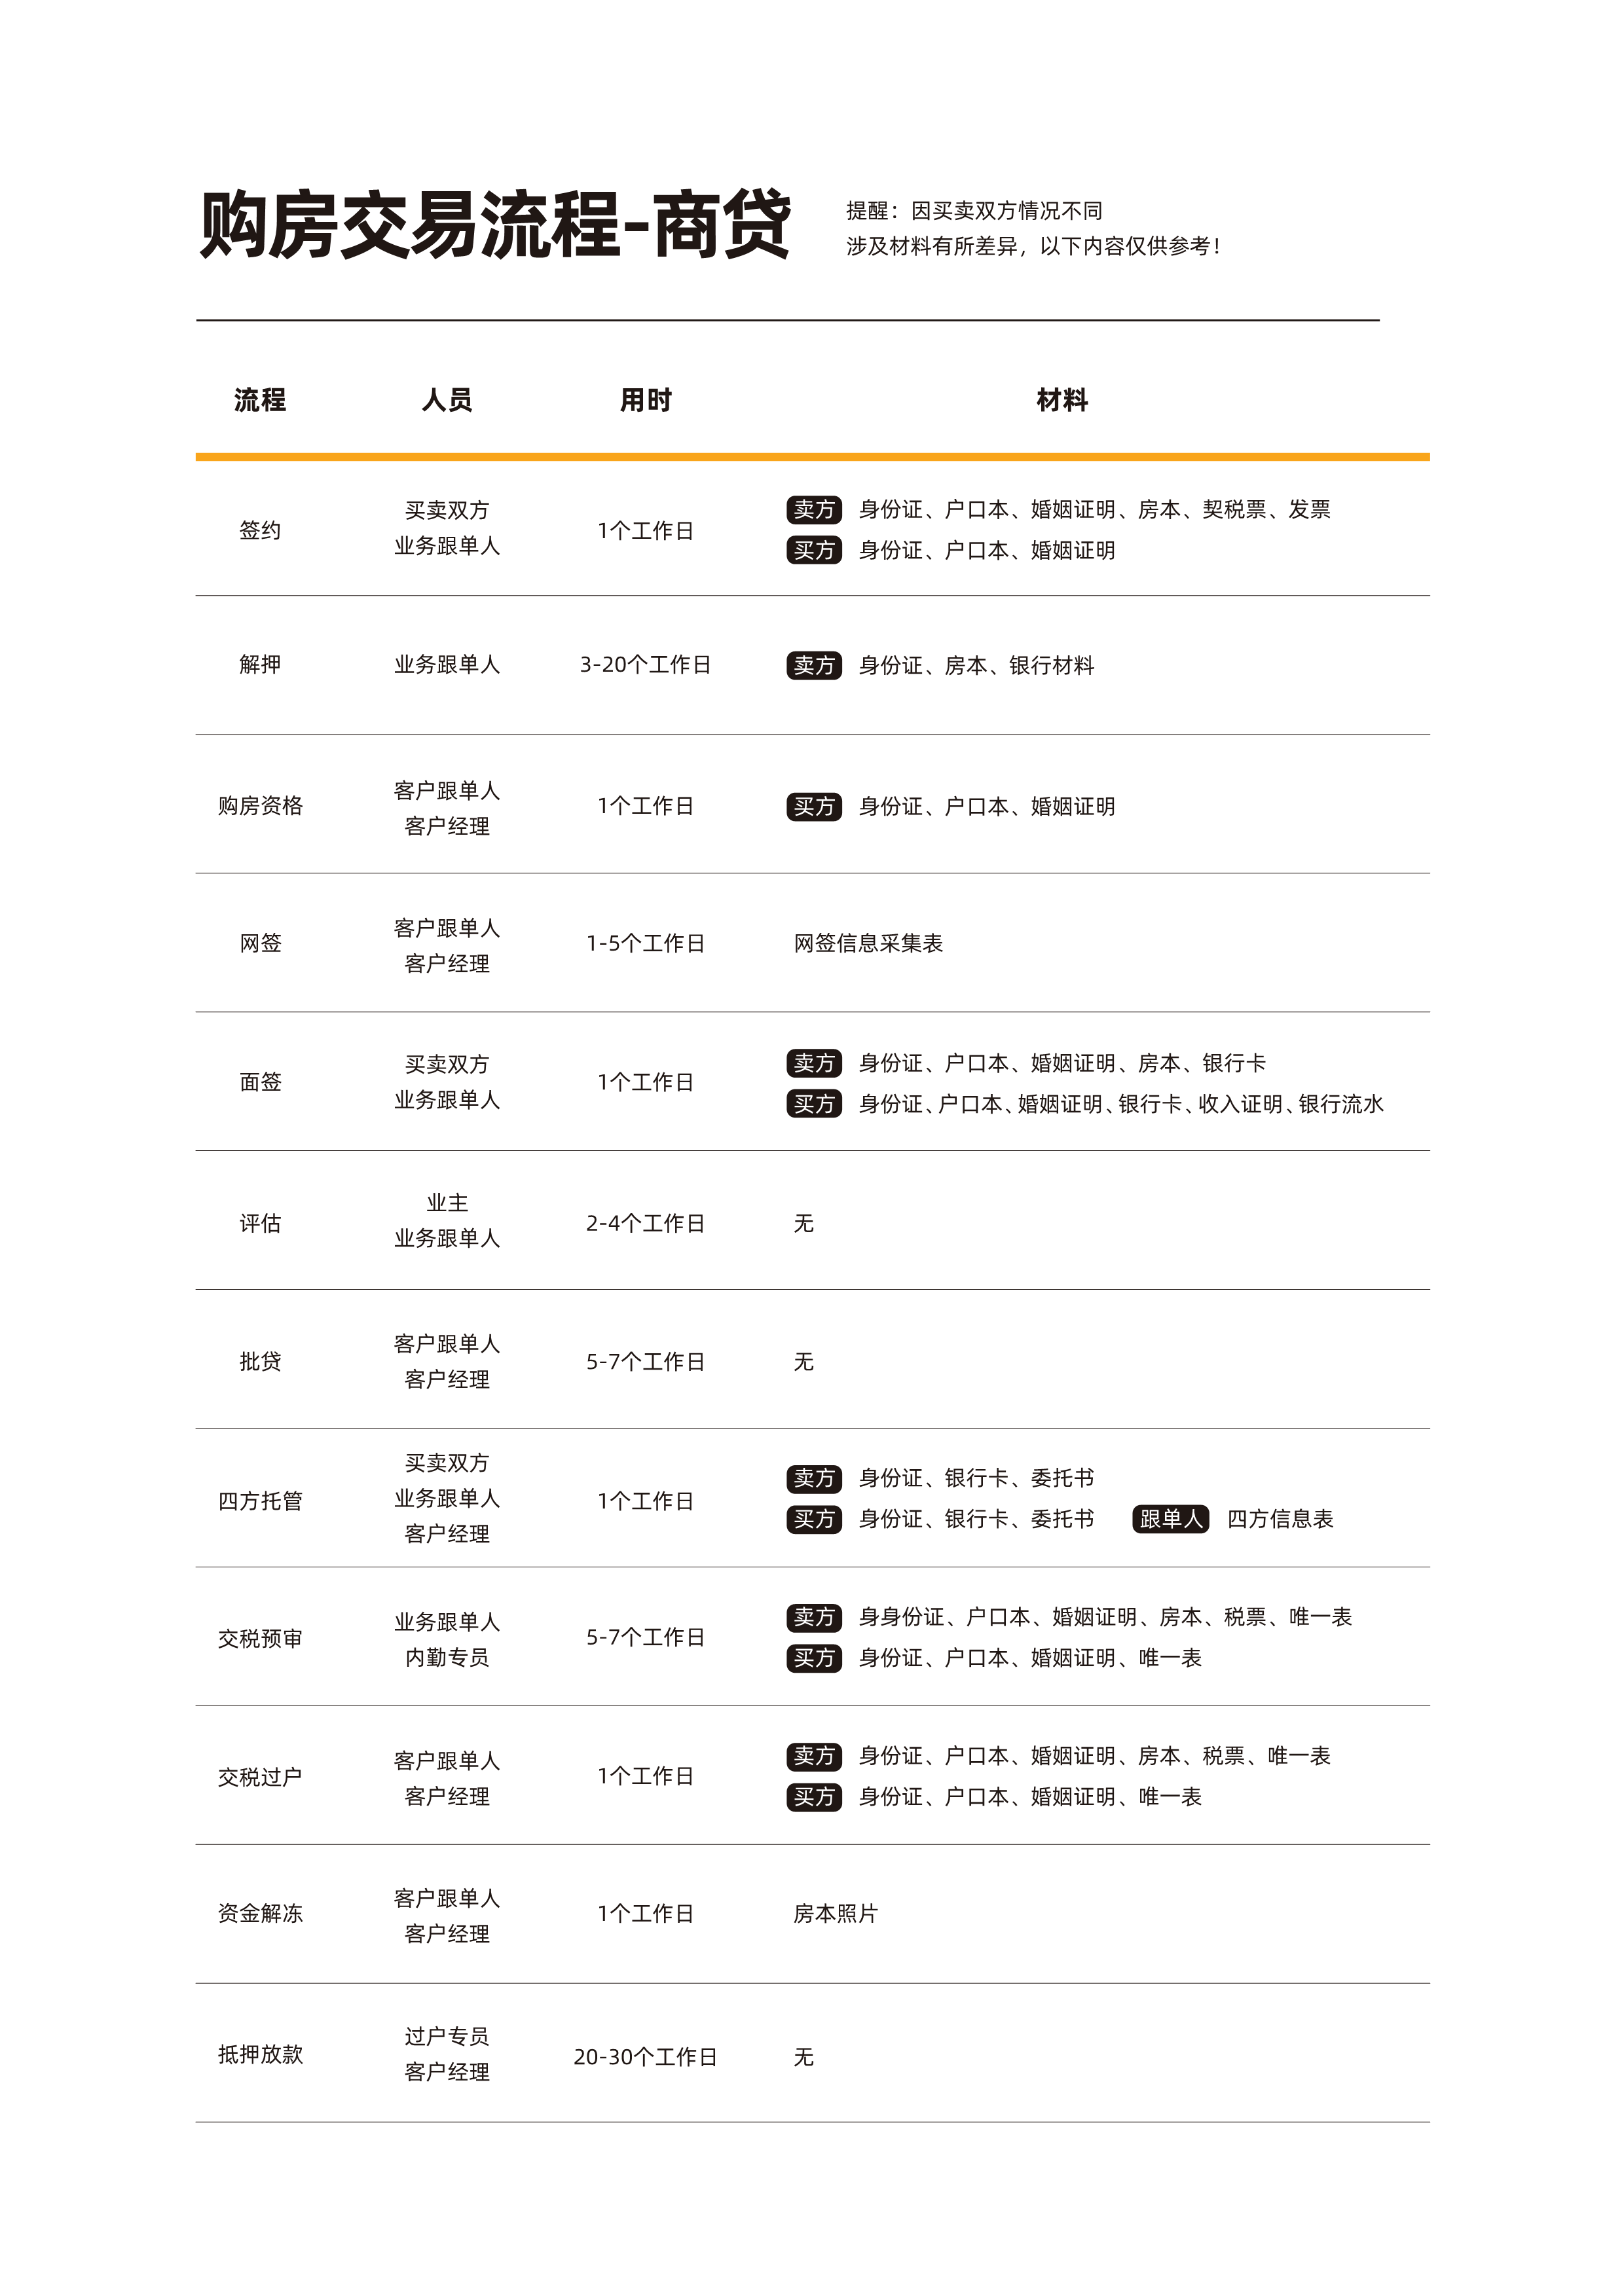 购房交易流程-商贷
提醒：因买卖双方情况不同
涉及材料有所差异，以下内容仅供参考！
流程 人员 用时 材料
签约
买卖双方
业务跟单人
1个工作日
卖方 身份证、户口本、婚姻证明、房本、契税票、发票
买方 身份证、户口本、婚姻证明
解押 业务跟单人 3-20个工作日 卖方 身份证、房本、银行材料
购房资格
客户跟单人
客户经理
1个工作日
买方 身份证、户口本、婚姻证明
网签
客户跟单人
客户经理
1-5个工作日
网签信息采集表
面签
买卖双方
业务跟单人
1个工作日
卖方 身份证、户口本、婚姻证明、房本、银行卡
买方 身份证、户口本、婚姻证明、银行卡、收入证明、银行流水
评估
业主
业务跟单人
2-4个工作日
无
批贷
客户跟单人
客户经理
5-7个工作日
无
四方托管
买卖双方
业务跟单人
客户经理
1个工作日
卖方 身份证、银行卡、委托书
买方 身份证、银行卡、委托书 跟单人 四方信息表
交税预审
业务跟单人
内勤专员
5-7个工作日
卖方 身身份证、户口本、婚姻证明、房本、税票、唯一表
买方 身份证、户口本、婚姻证明、唯一表
交税过户
客户跟单人
客户经理
1个工作日
卖方 身份证、户口本、婚姻证明、房本、税票、唯一表
买方 身份证、户口本、婚姻证明、唯一表
资金解冻
客户跟单人
客户经理
1个工作日
房本照片
抵押放款
过户专员
客户经理
20-30个工作日
无